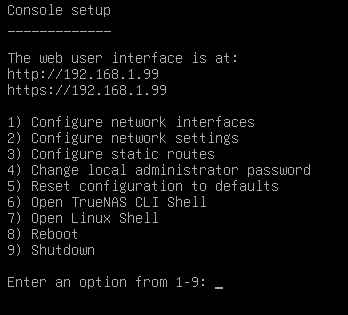 Console setup
-------------
The web user interface is at:
http://192.168.1.99
https://192.168.1.99
1) Configure network interfaces
2) Configure network settings
3) Configure static routes
4) Change local administrator password
5) Reset configuration to defaults
6) Open TrueNAS CLI Shell
7) Open Linux Shell
8) Reboot
9) Shutdown
Enter an option from 1-9: _